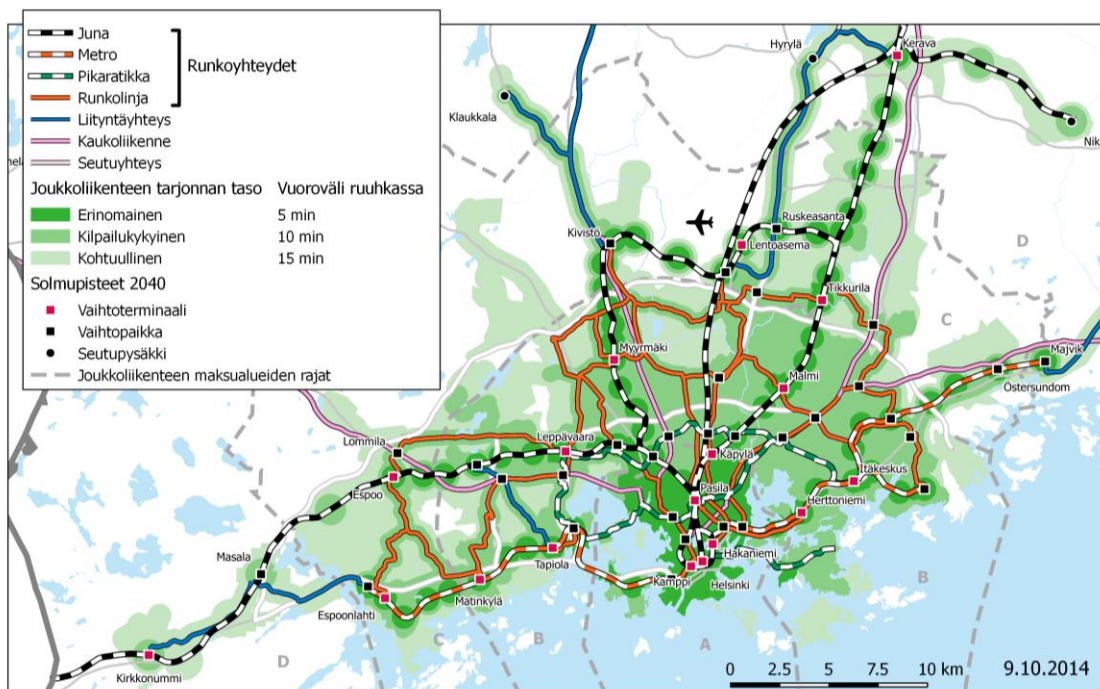 Juna
Metro
Pikaratikka
Runkolinja
Runkoyhteydet
Liityntäyhteys
Kaukoliikenne
Seutuyhteys
Joukkoliikenteen tarjonnan taso Vuoroväli ruuhkassa
Erinomainen 5 min
Kilpailukykyinen 10 min
Kohtuullinen 15 min
Solmupisteet 2040
Vaihtoterminaali
Vaihtopaikka
Seutupysäkki
Joukkoliikenteen maksualueiden rajat
Hyrylä
Kerava
Klaukkala
Nik
Kivistö
Ruskeasanta
Lentoasema
D
Tikkurila
C
Myyrmäki
Majvik
Malmi
Östersundom
Lommila
Leppävaara
Käpylä
Itäkeskus
Espoo
Pasila
Herttoniemi
Masala
Tapiola
Hakaniemi
Kamppi
Helsinki
B
Espoonlahti
Matinkylä
C
B
A
D
Kirkkonummi
0 2.5 5 7.5 10 km
9.10.2014